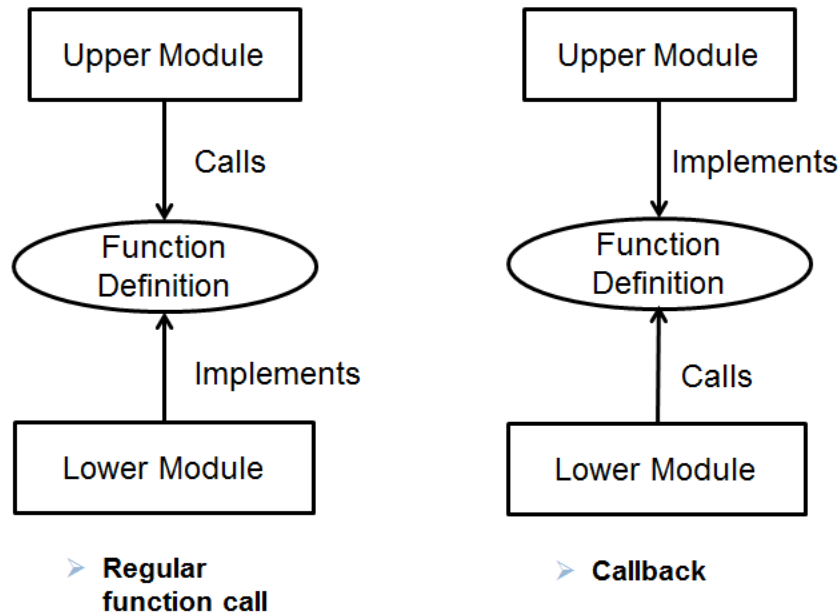 Upper Module
Calls
Function
Definition
Implements
Lower Module
Regular
function call
Upper Module
Implements
Function
Definition
Calls
Lower Module
Callback